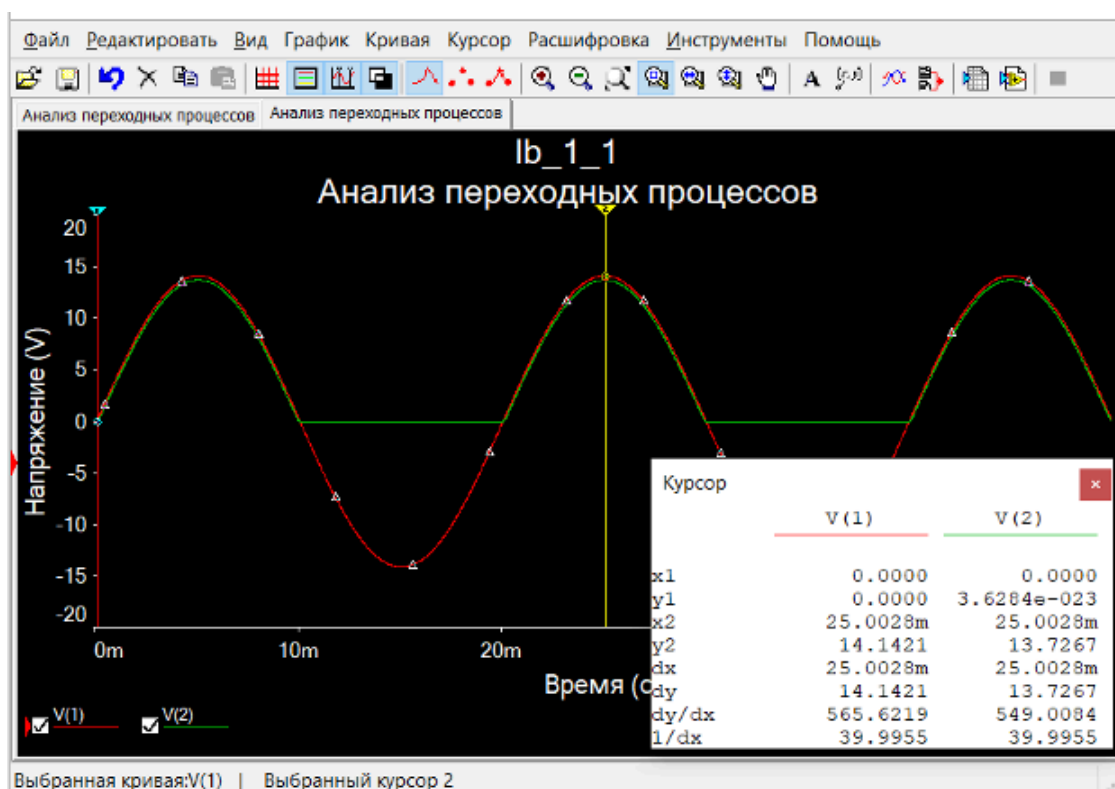 Файл Редактировать Вид График Кривая Курсор Расшифровка Инструменты Помощь
A
Анализ переходных процессов Анализ переходных процессов
lb_1_1
Анализ переходных процессов
1
2
Напряжение (V)
20
15
10
5
0
-5
-10
-15
-20
0m 10m 20m
Время (с
V(1) V(2)
Курсор
V(1) V(2)
x1 0.0000 0.0000
y1 0.0000 3.6284e-023
x2 25.0028m 25.0028m
y2 14.1421 13.7267
dx 25.0028m 25.0028m
dy 14.1421 13.7267
dy/dx 565.6219 549.0084
1/dx 39.9955 39.9955
Выбранная кривая:V(1) | Выбранный курсор 2